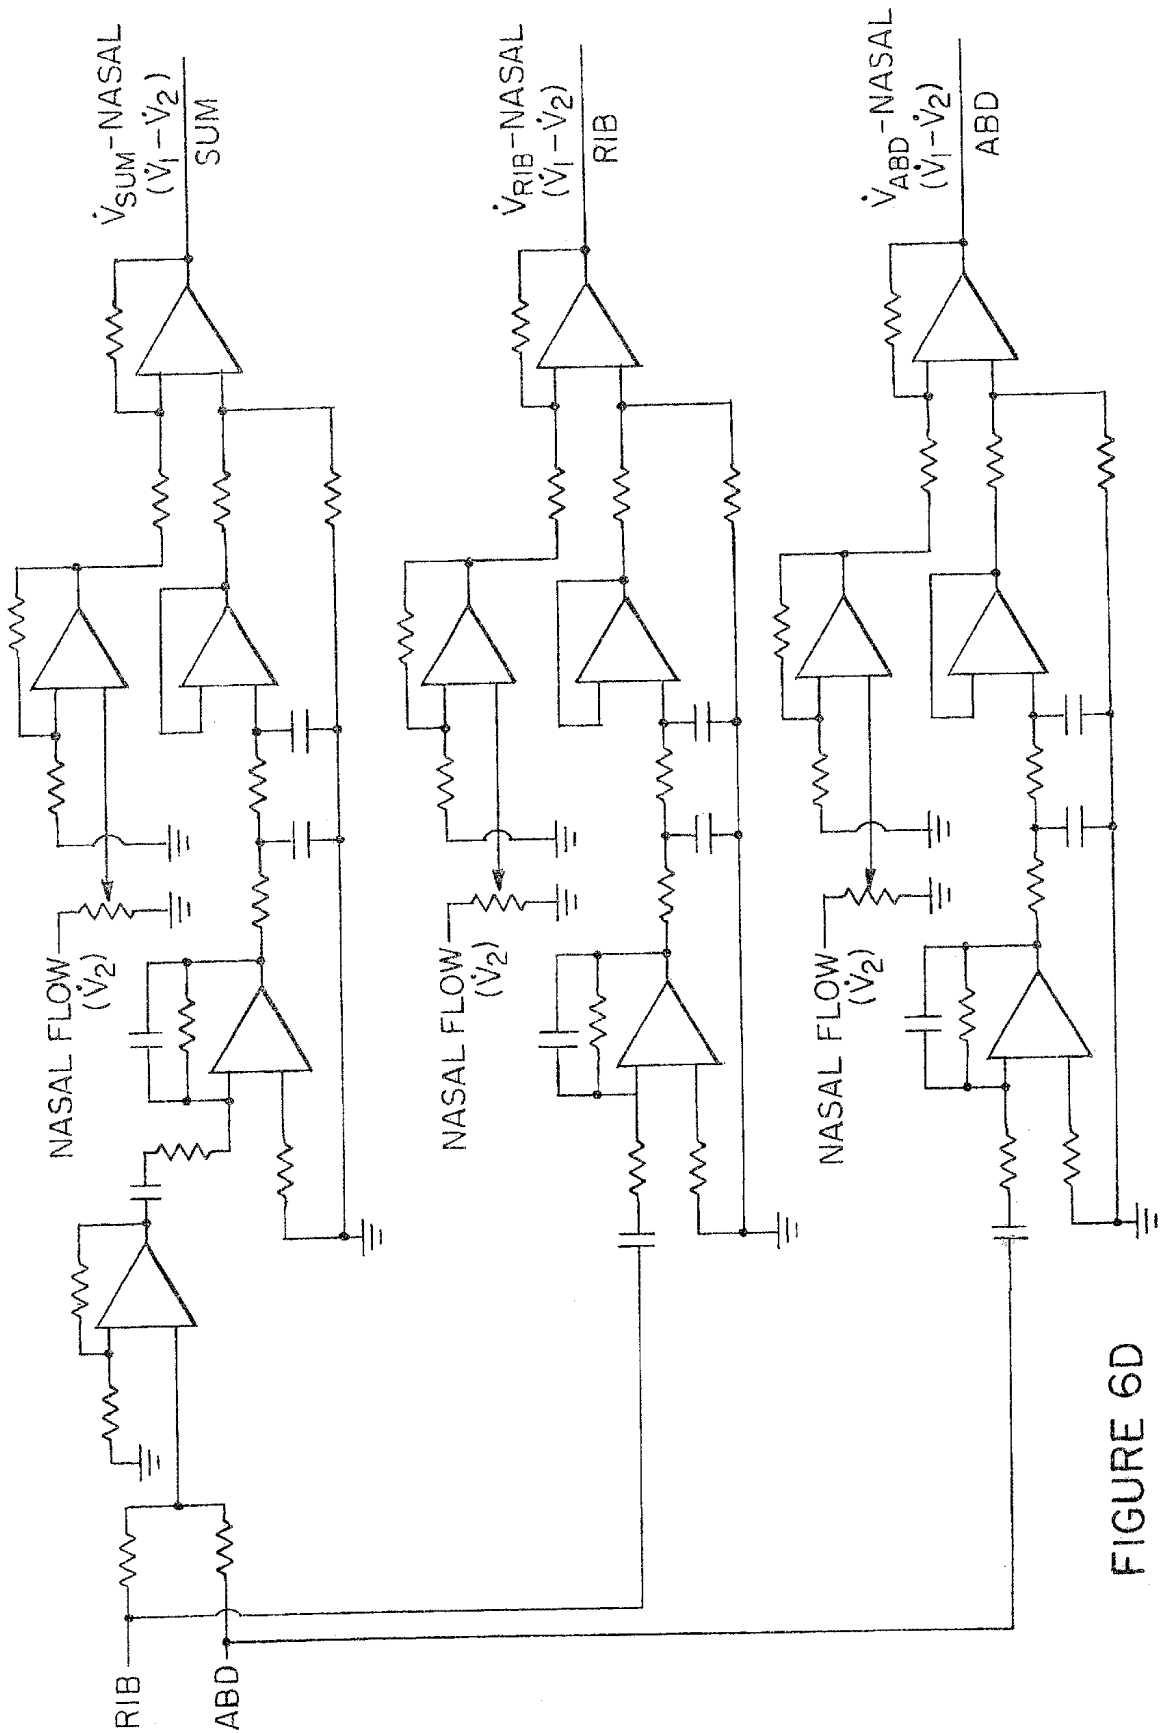 RIB
ABD
NASAL FLOW
(V̇2)
V̇SUM-NASAL
(V̇1-V̇2)
SUM
NASAL FLOW
(V̇2)
V̇RIB-NASAL
(V̇1-V̇2)
RIB
NASAL FLOW
(V̇2)
V̇ABD-NASAL
(V̇1-V̇2)
ABD
FIGURE 6D